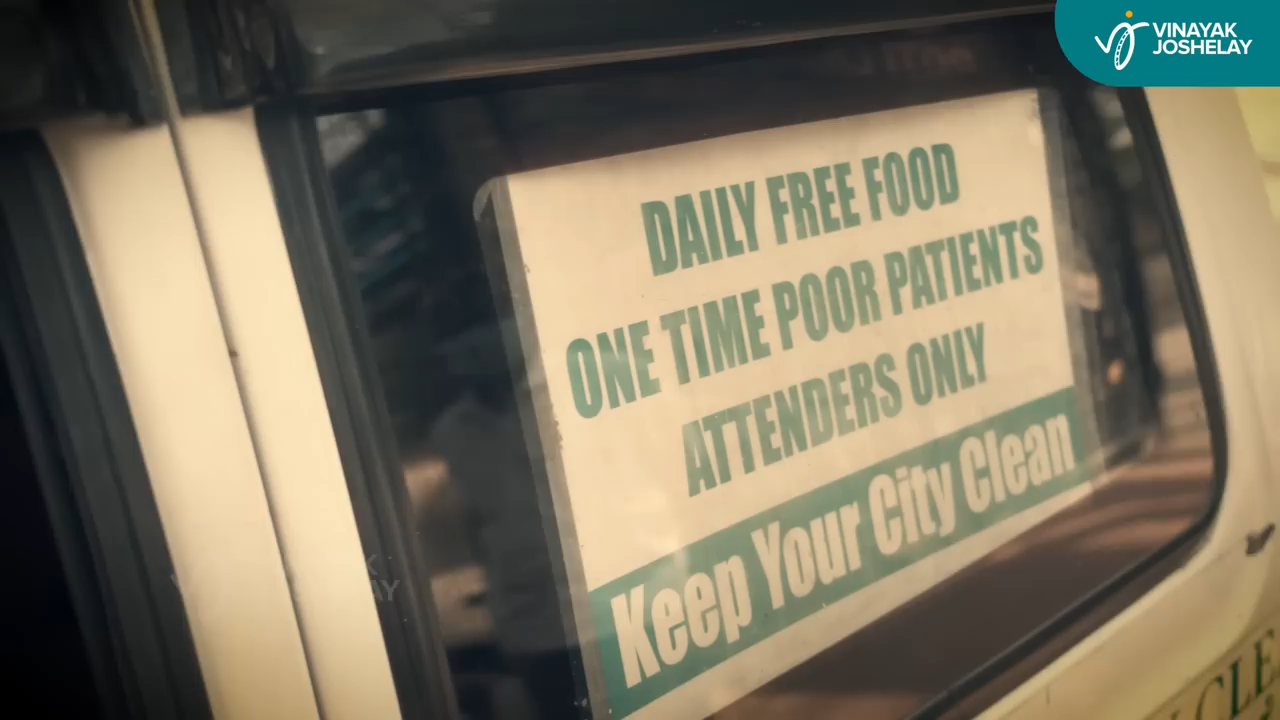 VINAYAK
JOSHELAY
DAILY FREE FOOD
ONE TIME POOR PATIENTS
ATTENDERS ONLY
Keep Your City Clean